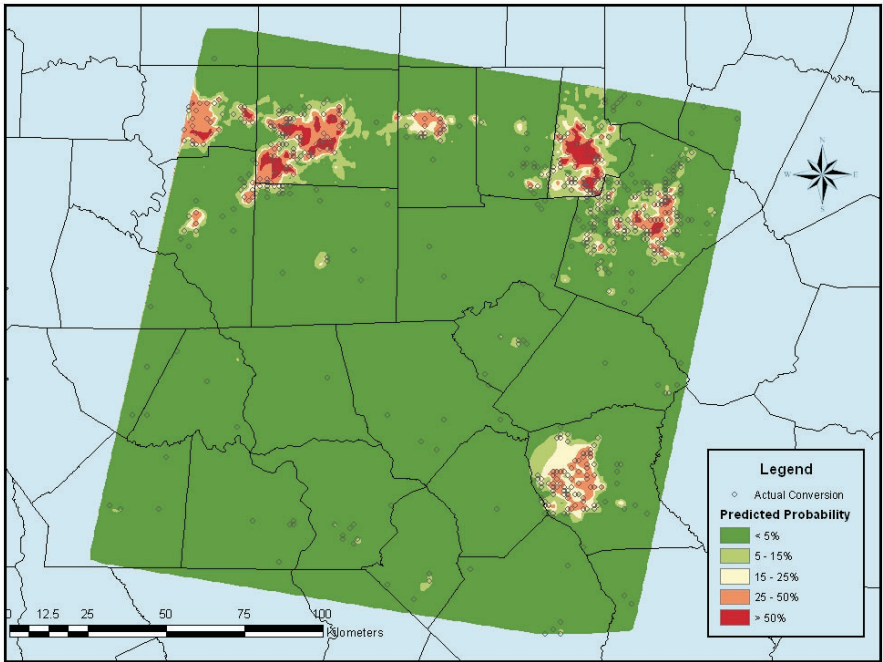 N
W E
S
Legend
Actual Conversion
Predicted Probability
< 5%
5 - 15%
15 - 25%
25 - 50%
> 50%
0 12.5 25 50 75 100
Kilometers